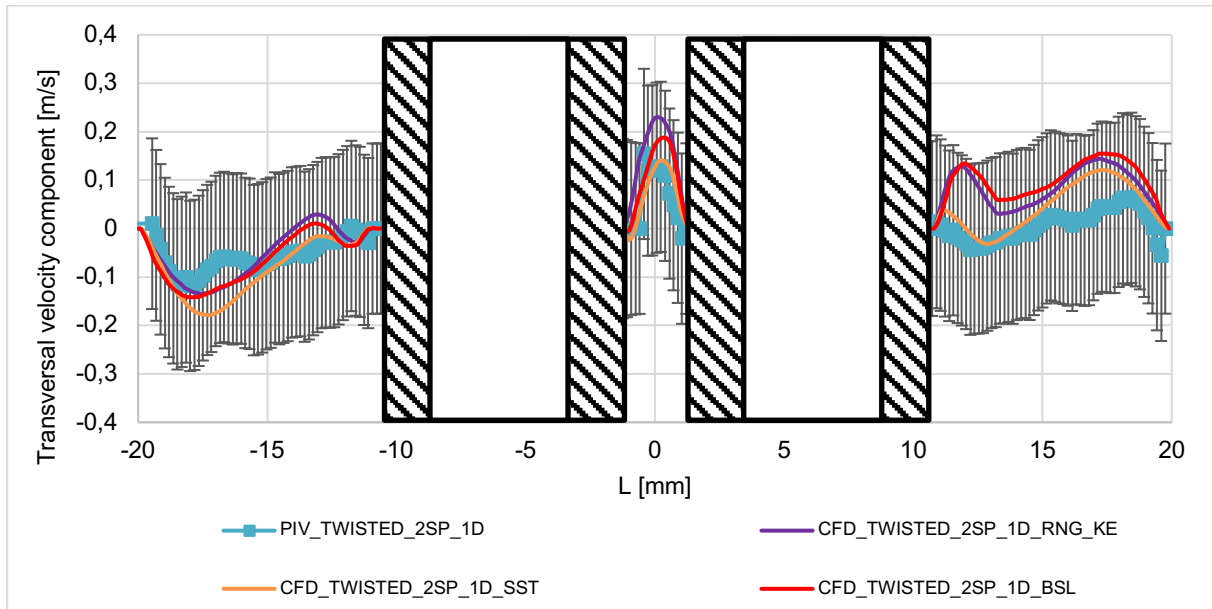 Transversal velocity component [m/s]
0,4
0,3
0,2
0,1
0
-0,1
-0,2
-0,3
-0,4
-20 -15 -10 -5 0 5 10 15 20
L [mm]
PIV_TWISTED_2SP_1D CFD_TWISTED_2SP_1D_RNG_KE
CFD_TWISTED_2SP_1D_SST CFD_TWISTED_2SP_1D_BSL